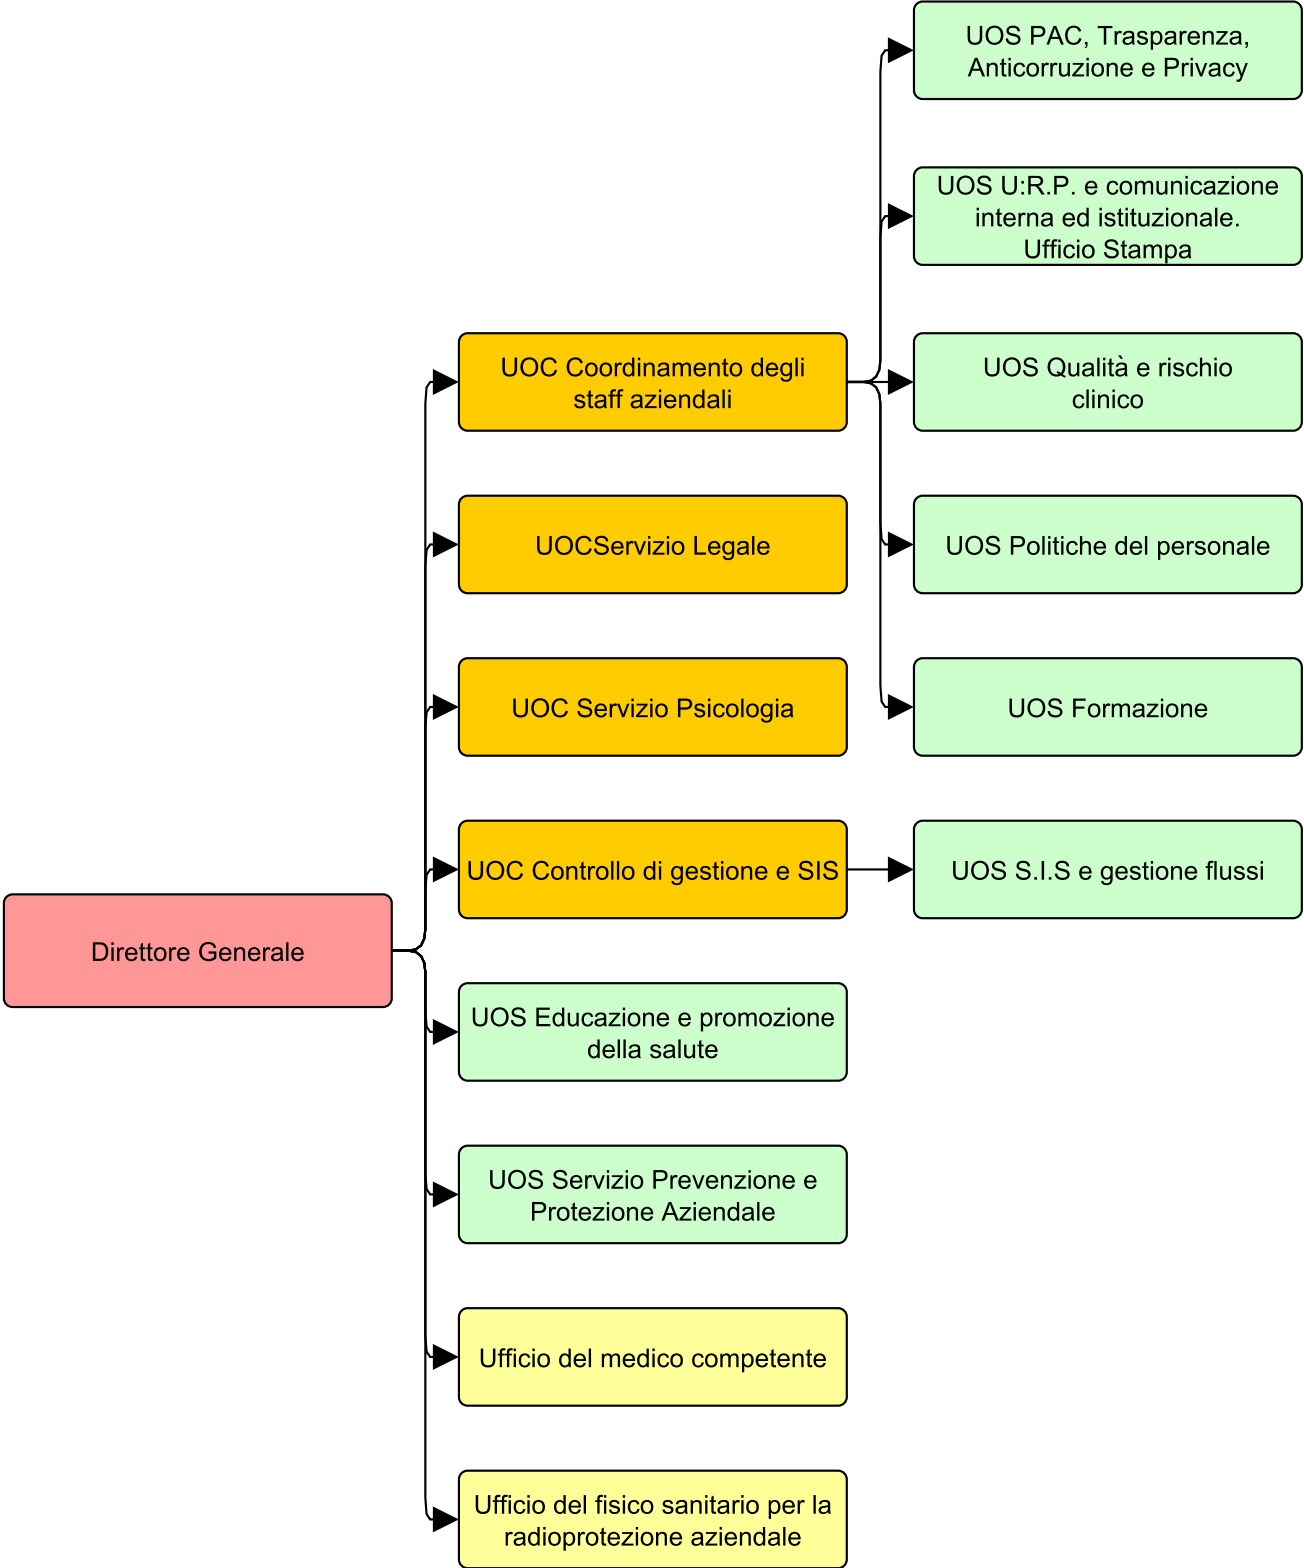 UOS PAC, Trasparenza,
Anticorruzione e Privacy
UOS U:R.P. e comunicazione
interna ed istituzionale.
Ufficio Stampa
UOC Coordinamento degli
staff aziendali
UOS Qualità e rischio
clinico
UOCServizio Legale
UOS Politiche del personale
UOC Servizio Psicologia
UOS Formazione
UOC Controllo di gestione e SIS
UOS S.I.S e gestione flussi
Direttore Generale
UOS Educazione e promozione
della salute
UOS Servizio Prevenzione e
Protezione Aziendale
Ufficio del medico competente
Ufficio del fisico sanitario per la
radioprotezione aziendale